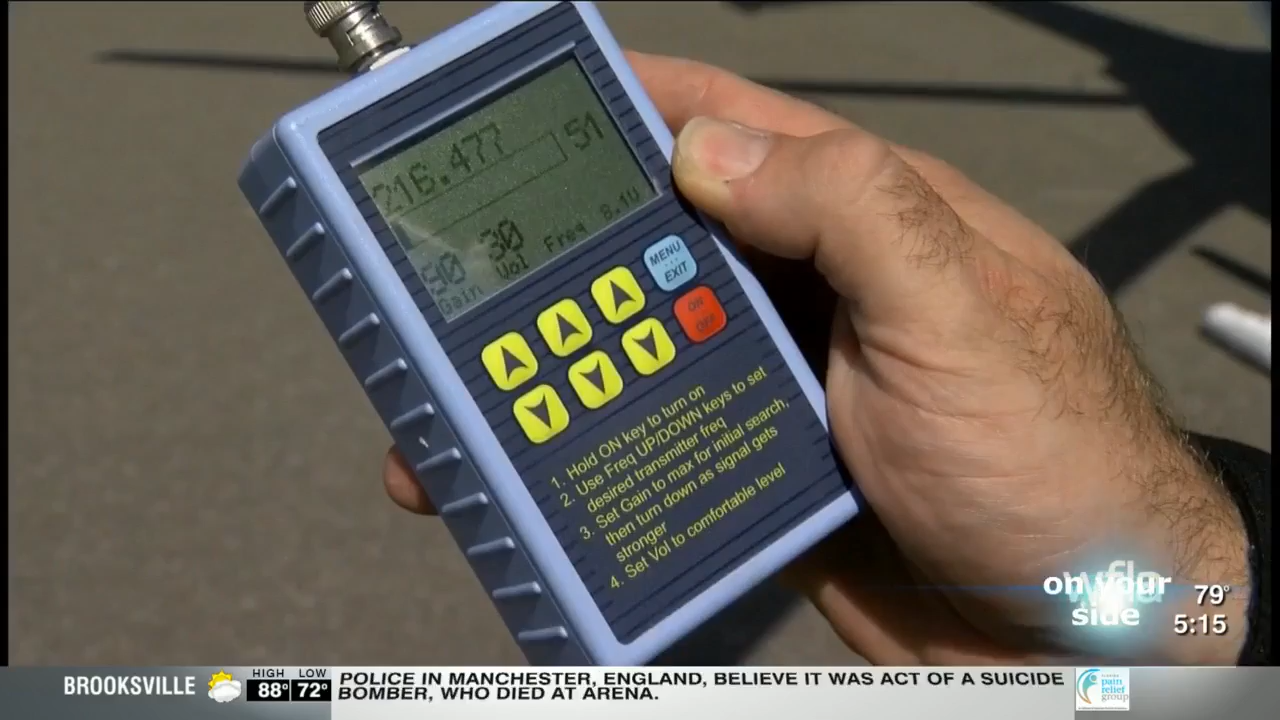 216.477 51
90 30 Freq 8.1V
Gain Vol
MENU
...
EXIT
ON
OFF
1. Hold ON key to turn on
2. Use Freq UP/DOWN keys to set
desired transmitter freq
3. Set Gain to max for initial search,
then turn down as signal gets
stronger
4. Set Vol to comfortable level
wfla
on your
side
79°
5:15
BROOKSVILLE
HIGH LOW
88° 72°
POLICE IN MANCHESTER, ENGLAND, BELIEVE IT WAS ACT OF A SUICIDE
BOMBER, WHO DIED AT ARENA.
pain
relief
group